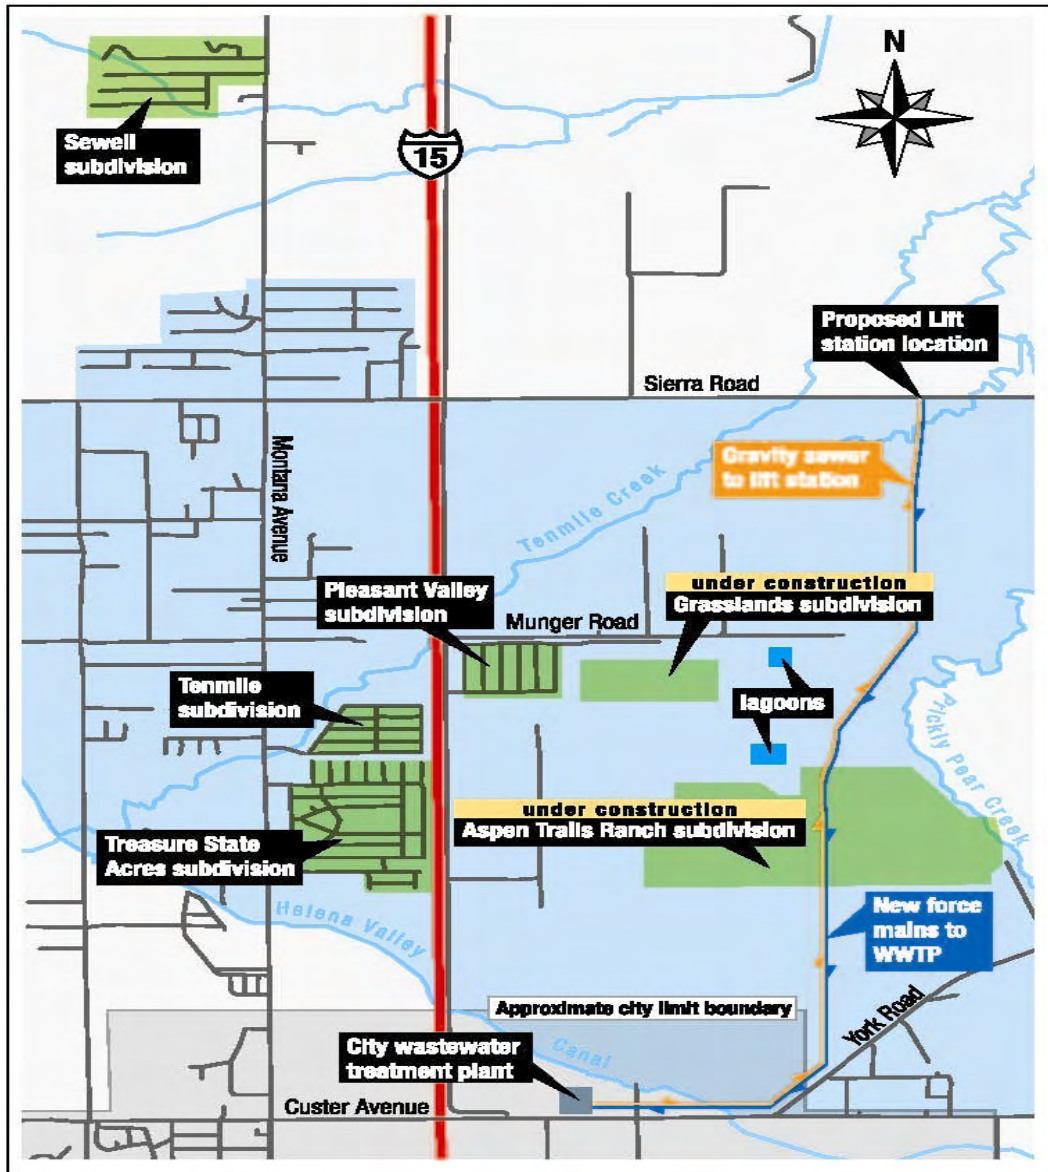 N
Sewell
subdivision
15
Proposed Lift
station location
Sierra Road
Montana Avenue
Gravity sewer
to lift station
Tenmile Creek
under construction
Grasslands subdivision
Pleasant Valley
subdivision
Munger Road
Tenmile
subdivision
lagoons
Prickly Pear Creek
under construction
Aspen Trails Ranch subdivision
Treasure State
Acres subdivision
Helena Valley
New force
mains to
WWTP
Approximate city limit boundary
York Road
City wastewater
treatment plant
Canal
Custer Avenue